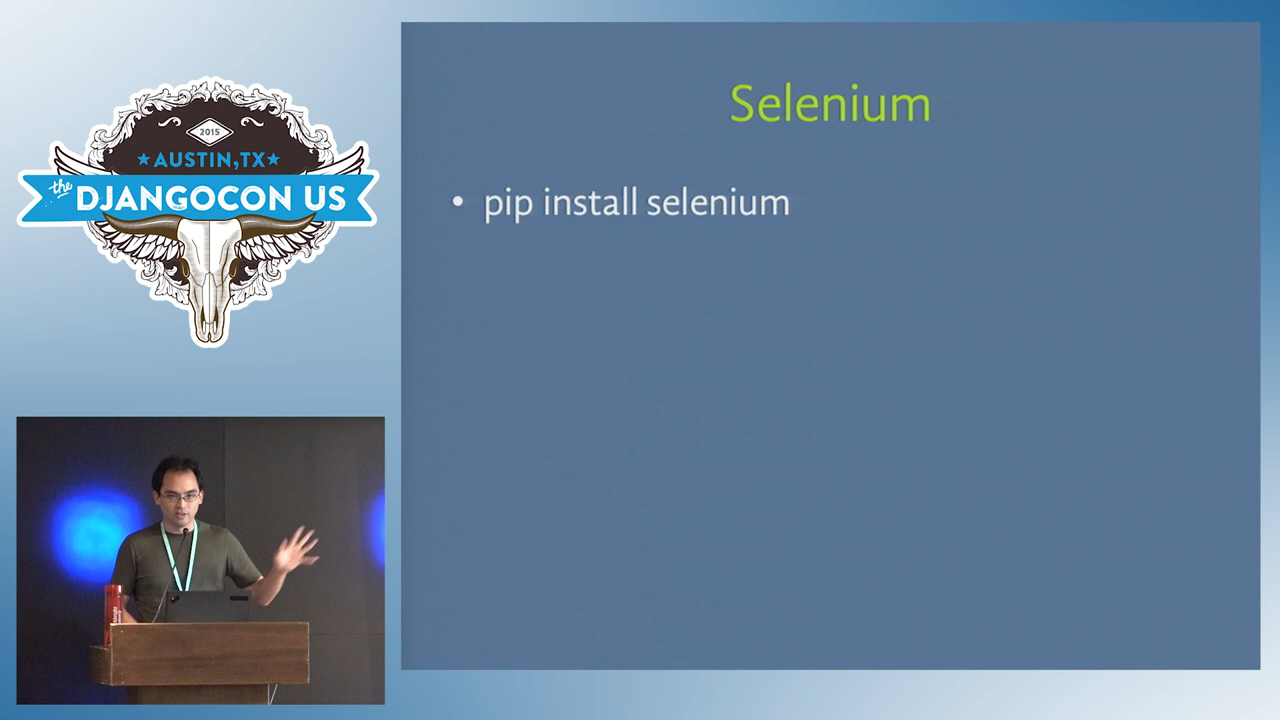 2015
AUSTIN, TX
the DJANGOCON US
Selenium
• pip install selenium